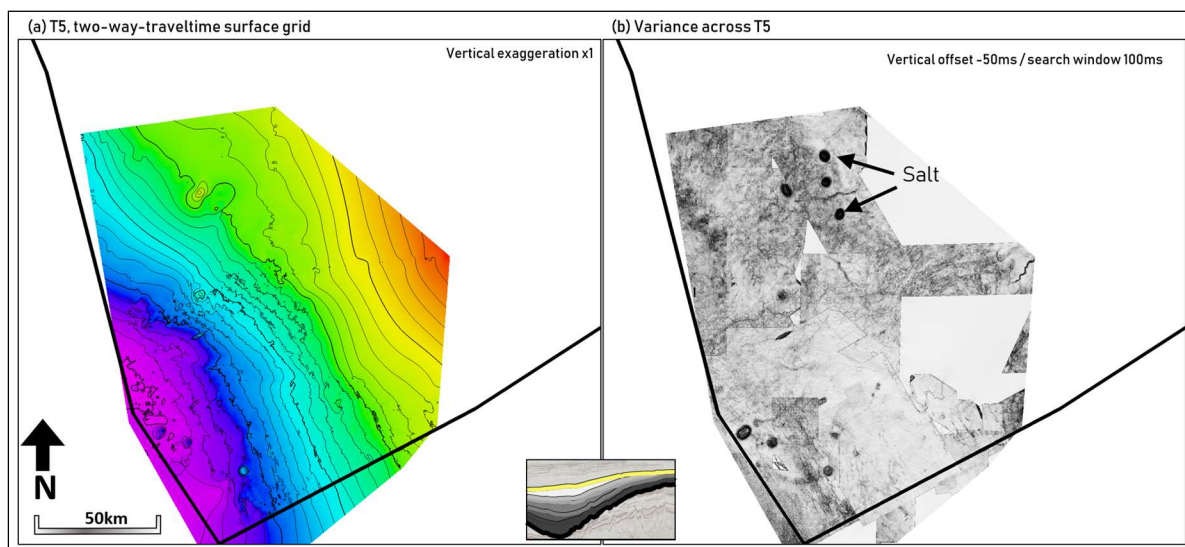 (a) T5, two-way-traveltime surface grid
Vertical exaggeration x1
N
50km
(b) Variance across T5
Vertical offset -50ms / search window 100ms
Salt